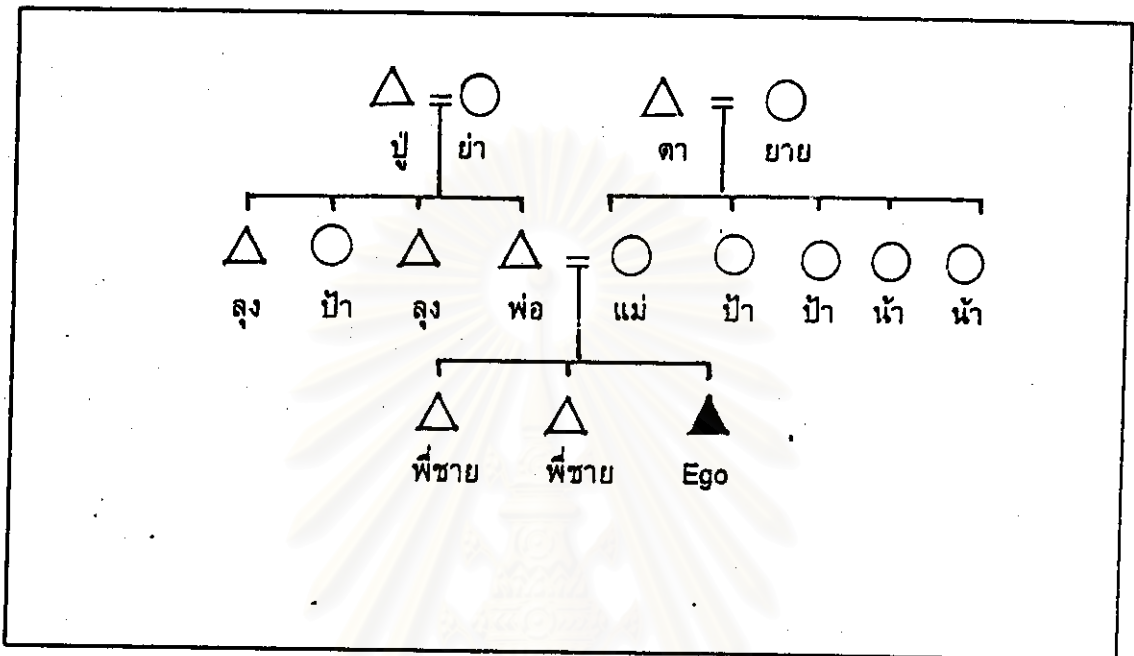 ปู่ ย่า ตา ยาย
ลุง ป้า ลุง พ่อ แม่ ป้า ป้า น้า น้า
พี่ชาย พี่ชาย Ego